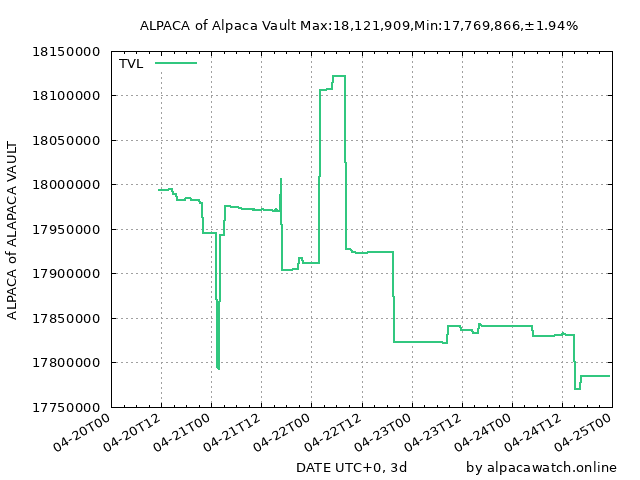 ALPACA of Alpaca Vault Max:18,121,909,Min:17,769,866,±1.94%
TVL
18150000
18100000
18050000
18000000
17950000
17900000
17850000
17800000
17750000
ALPACA of ALAPACA VAULT
04-20T00
04-20T12
04-21T00
04-21T12
04-22T00
04-22T12
04-23T00
04-23T12
04-24T00
04-24T12
04-25T00
DATE UTC+0, 3d
by alpacawatch.online